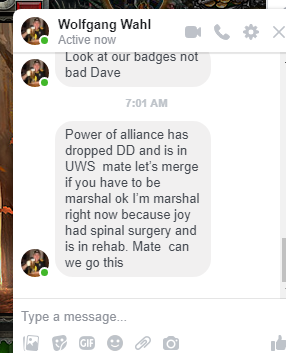 Wolfgang Wahl
Active now
Look at our badges not
bad Dave
7:01 AM
Power of alliance has
dropped DD and is in
UWS  mate let's merge
if you have to be
marshal ok I'm marshal
right now because joy
had spinal surgery and
is in rehab. Mate  can
we go this
Type a message...
GIF